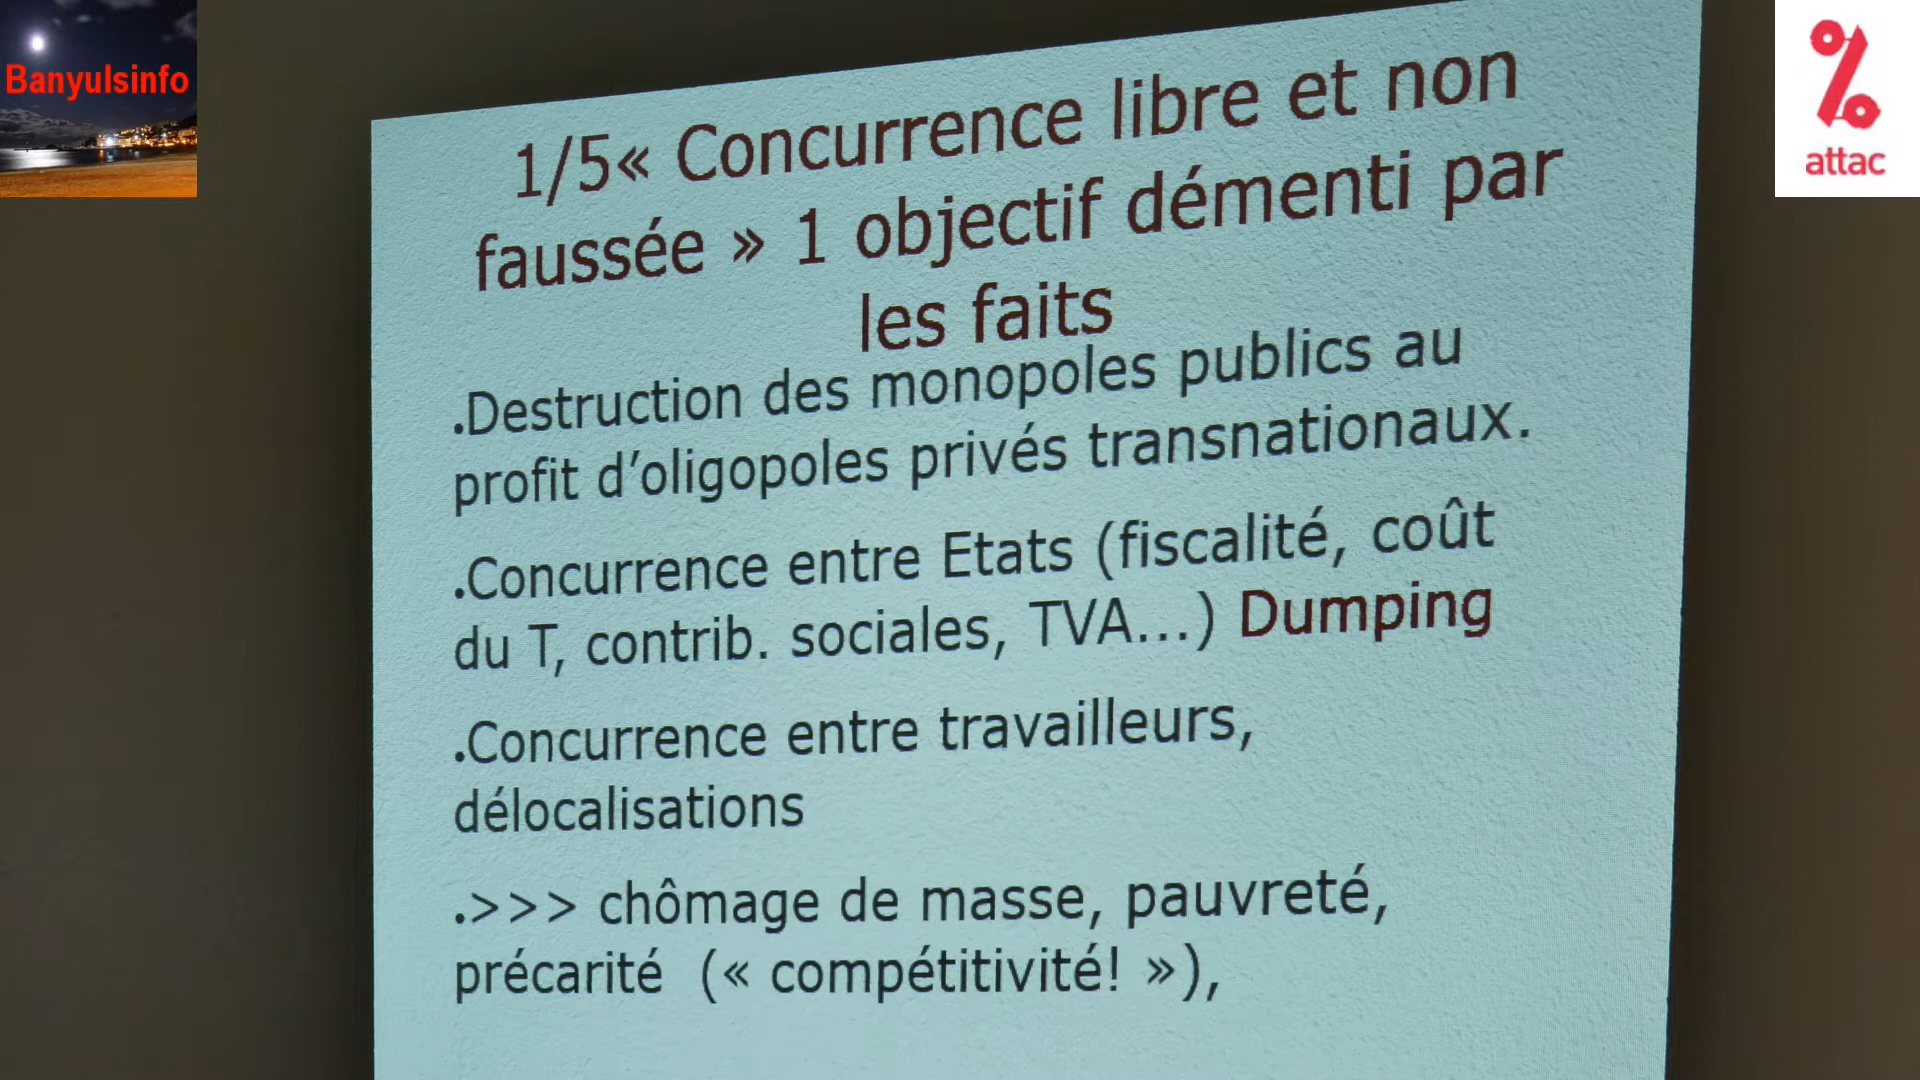 Banyulsinfo
attac
1/5« Concurrence libre et non
faussée » 1 objectif démenti par
les faits
.Destruction des monopoles publics au
profit d’oligopoles privés transnationaux.
.Concurrence entre Etats (fiscalité, coût
du T, contrib. sociales, TVA...) Dumping
.Concurrence entre travailleurs,
délocalisations
.>>> chômage de masse, pauvreté,
précarité (« compétitivité! »),